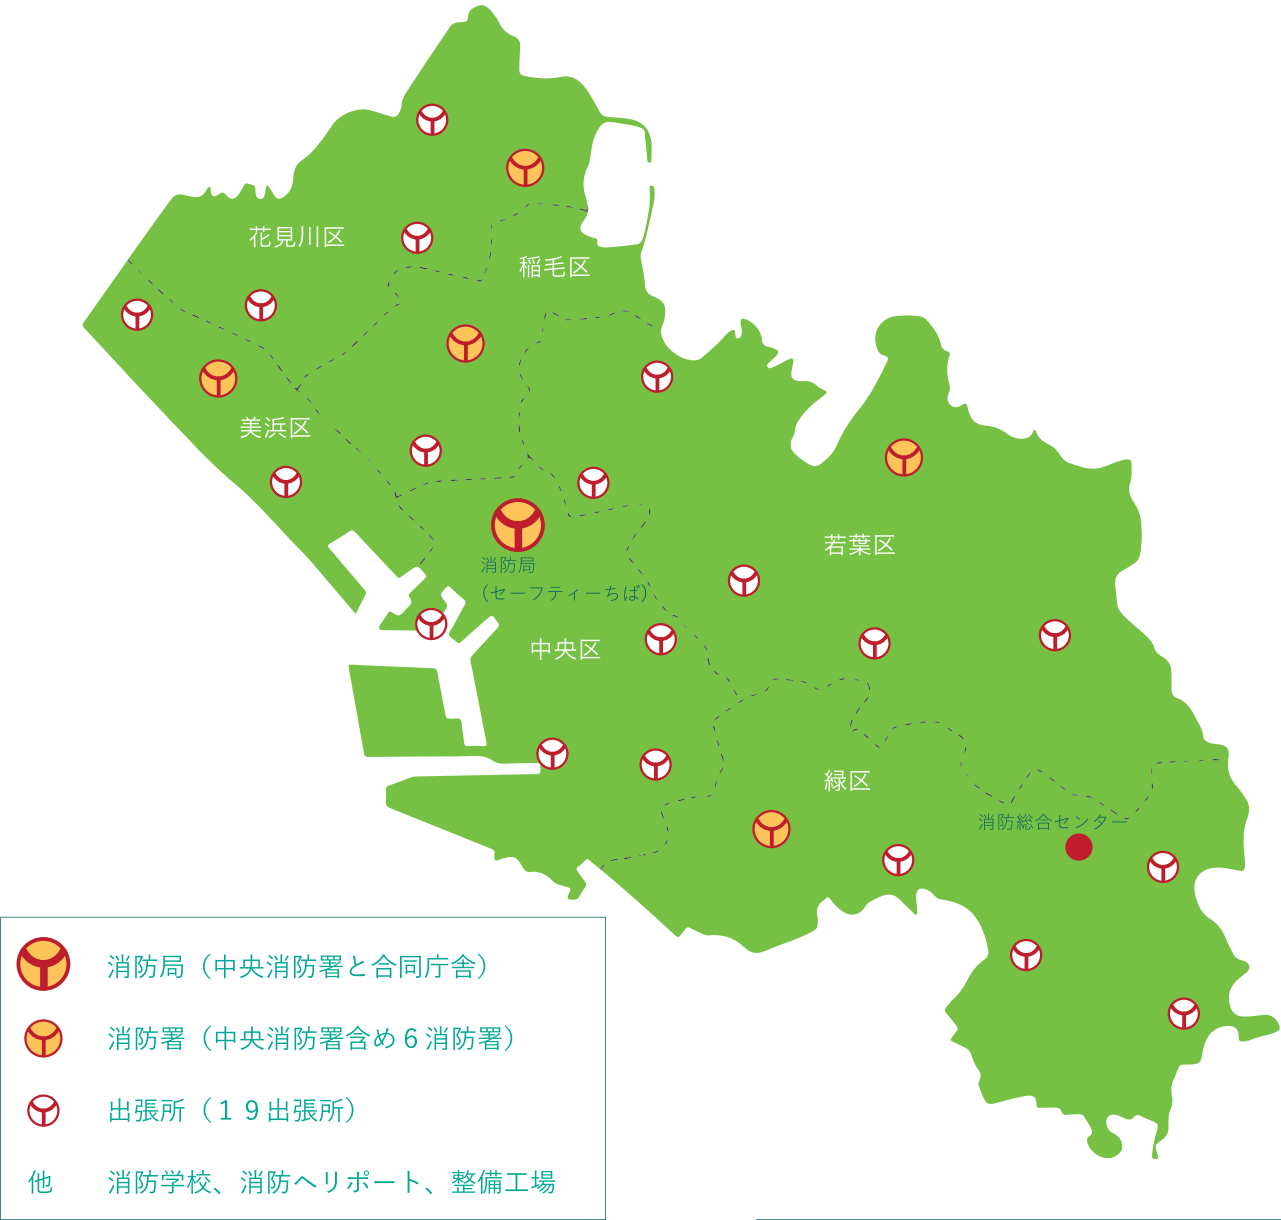 花見川区
稲毛区
美浜区
若葉区
消防局
（セーフティーちば）
中央区
緑区
消防総合センター
消防局（中央消防署と合同庁舎）
消防署（中央消防署含め6消防署）
出張所（19出張所）
他 消防学校、消防ヘリポート、整備工場